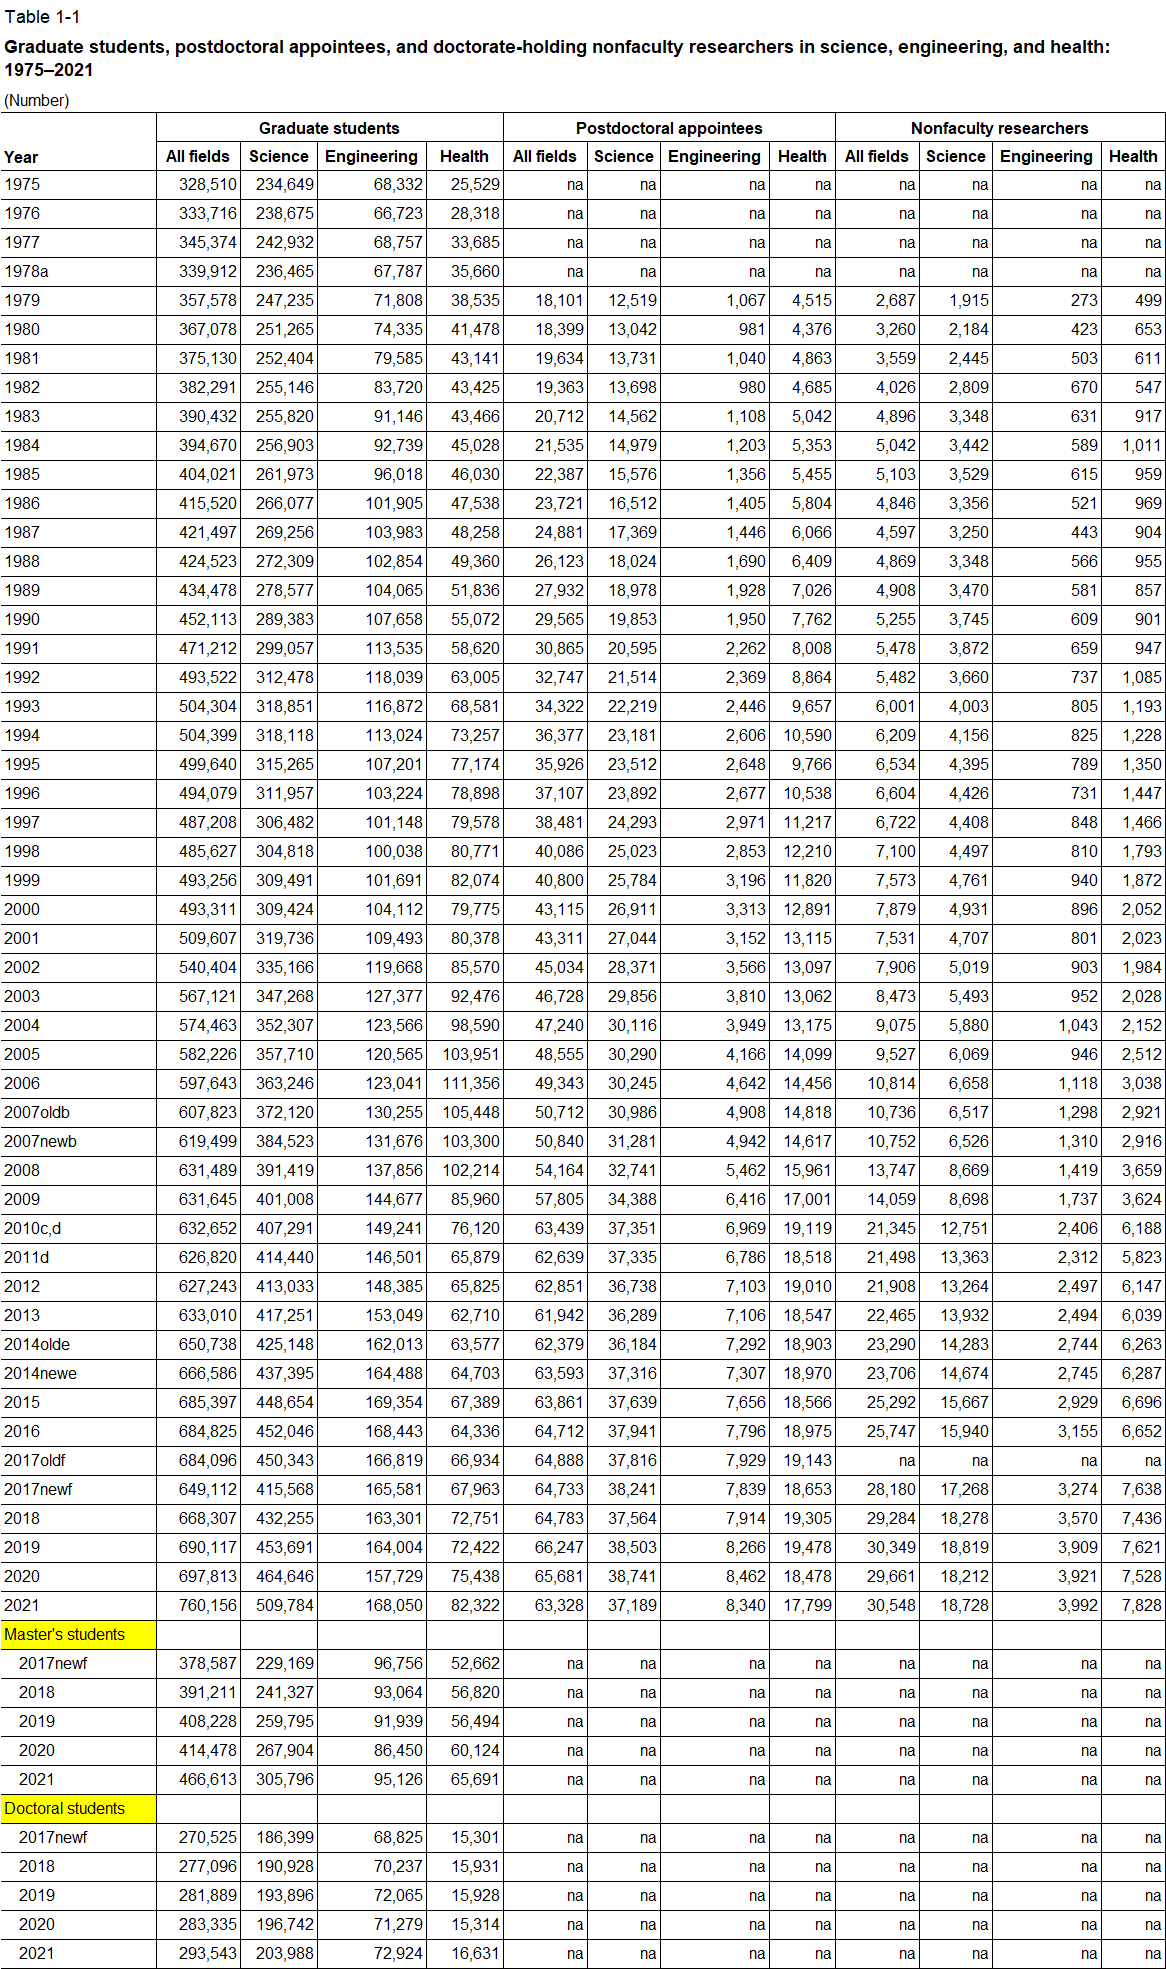 Table 1-1
Graduate students, postdoctoral appointees, and doctorate-holding nonfaculty researchers in science, engineering, and health:
1975–2021
(Number)
Graduate students Postdoctoral appointees Nonfaculty researchers
Year All fields Science Engineering Health All fields Science Engineering Health All fields Science Engineering Health
1975 328,510 234,649 68,332 25,529 na na na na na na na na
1976 333,716 238,675 66,723 28,318 na na na na na na na na
1977 345,374 242,932 68,757 33,685 na na na na na na na na
1978a 339,912 236,465 67,787 35,660 na na na na na na na na
1979 357,578 247,235 71,808 38,535 18,101 12,519 1,067 4,515 2,687 1,915 273 499
1980 367,078 251,265 74,335 41,478 18,399 13,042 981 4,376 3,260 2,184 423 653
1981 375,130 252,404 79,585 43,141 19,634 13,731 1,040 4,863 3,559 2,445 503 611
1982 382,291 255,146 83,720 43,425 19,363 13,698 980 4,685 4,026 2,809 670 547
1983 390,432 255,820 91,146 43,466 20,712 14,562 1,108 5,042 4,896 3,348 631 917
1984 394,670 256,903 92,739 45,028 21,535 14,979 1,203 5,353 5,042 3,442 589 1,011
1985 404,021 261,973 96,018 46,030 22,387 15,576 1,356 5,455 5,103 3,529 615 959
1986 415,520 266,077 101,905 47,538 23,721 16,512 1,405 5,804 4,846 3,356 521 969
1987 421,497 269,256 103,983 48,258 24,881 17,369 1,446 6,066 4,597 3,250 443 904
1988 424,523 272,309 102,854 49,360 26,123 18,024 1,690 6,409 4,869 3,348 566 955
1989 434,478 278,577 104,065 51,836 27,932 18,978 1,928 7,026 4,908 3,470 581 857
1990 452,113 289,383 107,658 55,072 29,565 19,853 1,950 7,762 5,255 3,745 609 901
1991 471,212 299,057 113,535 58,620 30,865 20,595 2,262 8,008 5,478 3,872 659 947
1992 493,522 312,478 118,039 63,005 32,747 21,514 2,369 8,864 5,482 3,660 737 1,085
1993 504,304 318,851 116,872 68,581 34,322 22,219 2,446 9,657 6,001 4,003 805 1,193
1994 504,399 318,118 113,024 73,257 36,377 23,181 2,606 10,590 6,209 4,156 825 1,228
1995 499,640 315,265 107,201 77,174 35,926 23,512 2,648 9,766 6,534 4,395 789 1,350
1996 494,079 311,957 103,224 78,898 37,107 23,892 2,677 10,538 6,604 4,426 731 1,447
1997 487,208 306,482 101,148 79,578 38,481 24,293 2,971 11,217 6,722 4,408 848 1,466
1998 485,627 304,818 100,038 80,771 40,086 25,023 2,853 12,210 7,100 4,497 810 1,793
1999 493,256 309,491 101,691 82,074 40,800 25,784 3,196 11,820 7,573 4,761 940 1,872
2000 493,311 309,424 104,112 79,775 43,115 26,911 3,313 12,891 7,879 4,931 896 2,052
2001 509,607 319,736 109,493 80,378 43,311 27,044 3,152 13,115 7,531 4,707 801 2,023
2002 540,404 335,166 119,668 85,570 45,034 28,371 3,566 13,097 7,906 5,019 903 1,984
2003 567,121 347,268 127,377 92,476 46,728 29,856 3,810 13,062 8,473 5,493 952 2,028
2004 574,463 352,307 123,566 98,590 47,240 30,116 3,949 13,175 9,075 5,880 1,043 2,152
2005 582,226 357,710 120,565 103,951 48,555 30,290 4,166 14,099 9,527 6,069 946 2,512
2006 597,643 363,246 123,041 111,356 49,343 30,245 4,642 14,456 10,814 6,658 1,118 3,038
2007oldb 607,823 372,120 130,255 105,448 50,712 30,986 4,908 14,818 10,736 6,517 1,298 2,921
2007newb 619,499 384,523 131,676 103,300 50,840 31,281 4,942 14,617 10,752 6,526 1,310 2,916
2008 631,489 391,419 137,856 102,214 54,164 32,741 5,462 15,961 13,747 8,669 1,419 3,659
2009 631,645 401,008 144,677 85,960 57,805 34,388 6,416 17,001 14,059 8,698 1,737 3,624
2010c,d 632,652 407,291 149,241 76,120 63,439 37,351 6,969 19,119 21,345 12,751 2,406 6,188
2011d 626,820 414,440 146,501 65,879 62,639 37,335 6,786 18,518 21,498 13,363 2,312 5,823
2012 627,243 413,033 148,385 65,825 62,851 36,738 7,103 19,010 21,908 13,264 2,497 6,147
2013 633,010 417,251 153,049 62,710 61,942 36,289 7,106 18,547 22,465 13,932 2,494 6,039
2014olde 650,738 425,148 162,013 63,577 62,379 36,184 7,292 18,903 23,290 14,283 2,744 6,263
2014newe 666,586 437,395 164,488 64,703 63,593 37,316 7,307 18,970 23,706 14,674 2,745 6,287
2015 685,397 448,654 169,354 67,389 63,861 37,639 7,656 18,566 25,292 15,667 2,929 6,696
2016 684,825 452,046 168,443 64,336 64,712 37,941 7,796 18,975 25,747 15,940 3,155 6,652
2017oldf 684,096 450,343 166,819 66,934 64,888 37,816 7,929 19,143 na na na na
2017newf 649,112 415,568 165,581 67,963 64,733 38,241 7,839 18,653 28,180 17,268 3,274 7,638
2018 668,307 432,255 163,301 72,751 64,783 37,564 7,914 19,305 29,284 18,278 3,570 7,436
2019 690,117 453,691 164,004 72,422 66,247 38,503 8,266 19,478 30,349 18,819 3,909 7,621
2020 697,813 464,646 157,729 75,438 65,681 38,741 8,462 18,478 29,661 18,212 3,921 7,528
2021 760,156 509,784 168,050 82,322 63,328 37,189 8,340 17,799 30,548 18,728 3,992 7,828
Master's students
2017newf 378,587 229,169 96,756 52,662 na na na na na na na na
2018 391,211 241,327 93,064 56,820 na na na na na na na na
2019 408,228 259,795 91,939 56,494 na na na na na na na na
2020 414,478 267,904 86,450 60,124 na na na na na na na na
2021 466,613 305,796 95,126 65,691 na na na na na na na na
Doctoral students
2017newf 270,525 186,399 68,825 15,301 na na na na na na na na
2018 277,096 190,928 70,237 15,931 na na na na na na na na
2019 281,889 193,896 72,065 15,928 na na na na na na na na
2020 283,335 196,742 71,279 15,314 na na na na na na na na
2021 293,543 203,988 72,924 16,631 na na na na na na na na